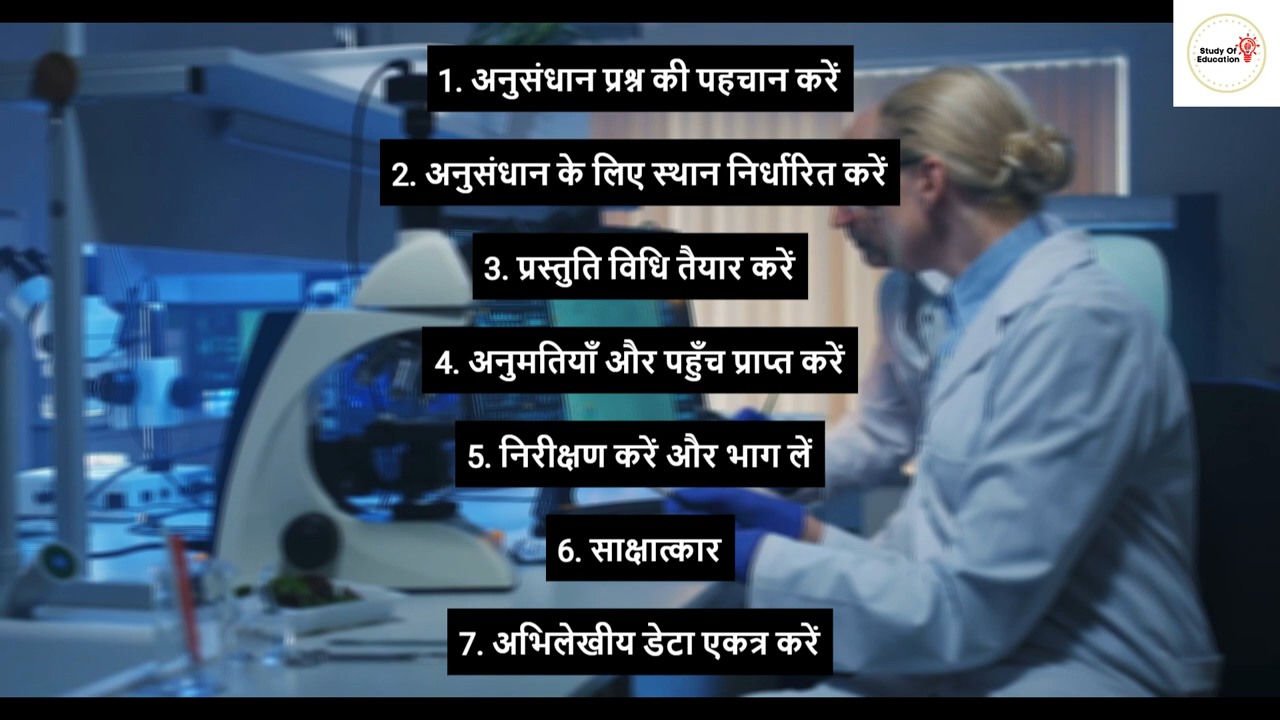 Study Of
Education
1. अनुसंधान प्रश्न की पहचान करें
2. अनुसंधान के लिए स्थान निर्धारित करें
3. प्रस्तुति विधि तैयार करें
4. अनुमतियाँ और पहुँच प्राप्त करें
5. निरीक्षण करें और भाग लें
6. साक्षात्कार
7. अभिलेखीय डेटा एकत्र करें